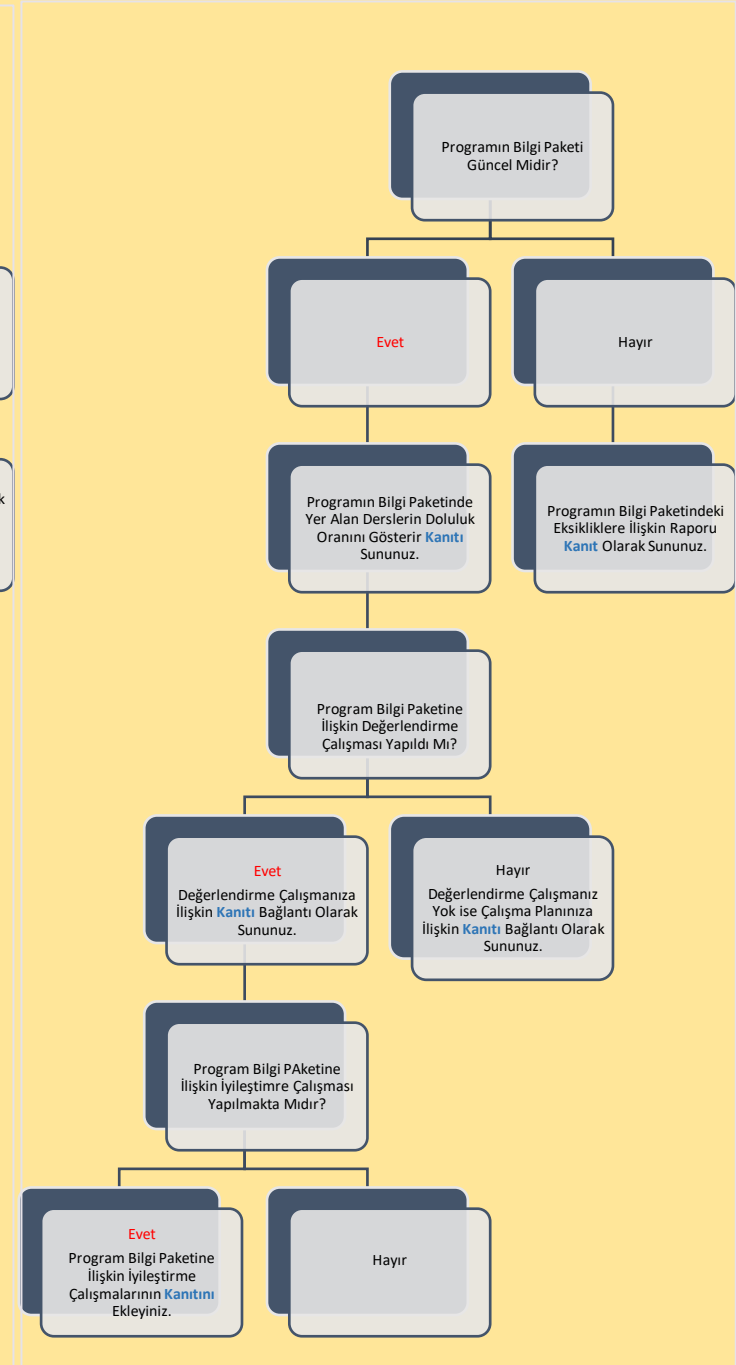 Programın Bilgi Paketi
Güncel Midir?
Evet
Hayır
Programın Bilgi Paketinde
Yer Alan Derslerin Doluluk
Oranını Gösterir Kanıtı
Sununuz.
Programın Bilgi Paketindeki
Eksikliklere İlişkin Raporu
Kanıt Olarak Sununuz.
Program Bilgi Paketine
İlişkin Değerlendirme
Çalışması Yapıldı Mı?
Evet
Değerlendirme Çalışmanıza
İlişkin Kanıtı Bağlantı Olarak
Sununuz.
Hayır
Değerlendirme Çalışmanız
Yok ise Çalışma Planınıza
İlişkin Kanıtı Bağlantı Olarak
Sununuz.
Program Bilgi PAketine
İlişkin İyileştimre Çalışması
Yapılmakta Mıdır?
Evet
Program Bilgi Paketine
İlişkin İyileştirme
Çalışmalarının Kanıtını
Ekleyiniz.
Hayır